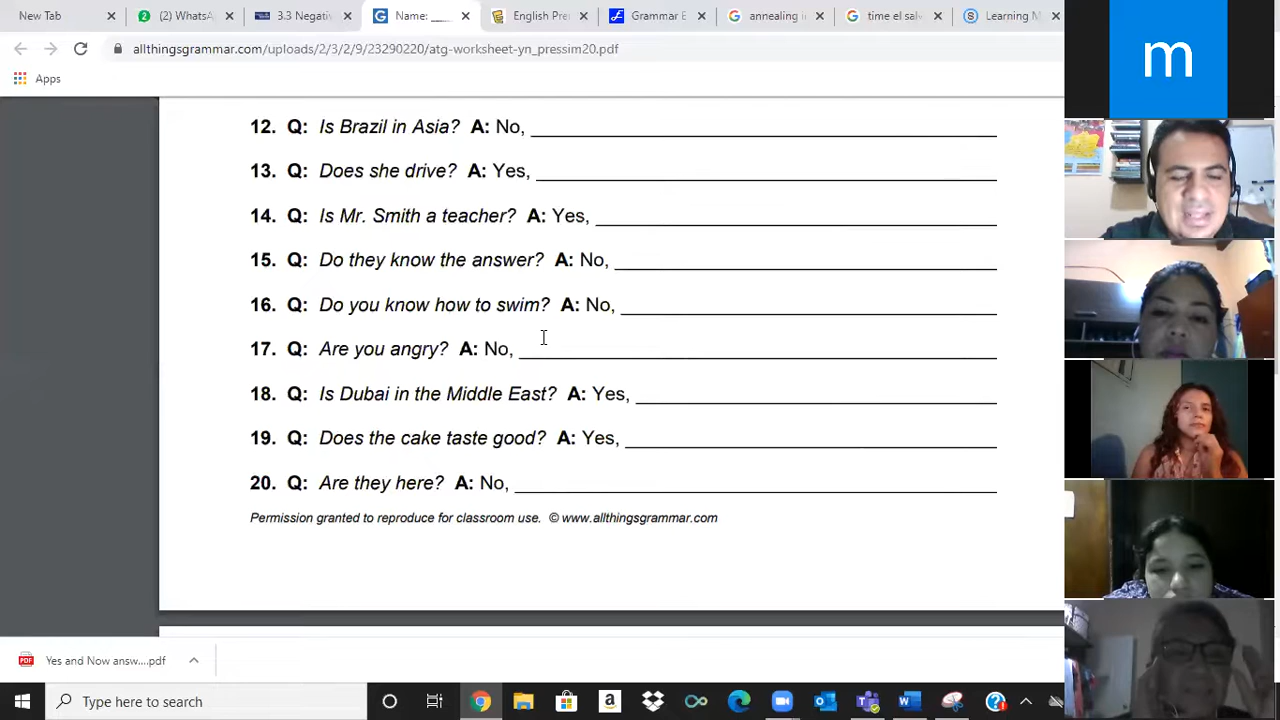 New Tab
(2) WhatsA
3.3 Negativ
Name: ____
English Pre
Grammar E
annealing
time el salv
Learning M
allthingsgrammar.com/uploads/2/3/2/9/23290220/atg-worksheet-yn_pressim20.pdf
Apps
12. Q: Is Brazil in Asia? A: No,
13. Q: Does she drive? A: Yes,
14. Q: Is Mr. Smith a teacher? A: Yes,
15. Q: Do they know the answer? A: No,
16. Q: Do you know how to swim? A: No,
17. Q: Are you angry? A: No,
18. Q: Is Dubai in the Middle East? A: Yes,
19. Q: Does the cake taste good? A: Yes,
20. Q: Are they here? A: No,
Permission granted to reproduce for classroom use. © www.allthingsgrammar.com
m
Yes and Now answ....pdf
Type here to search